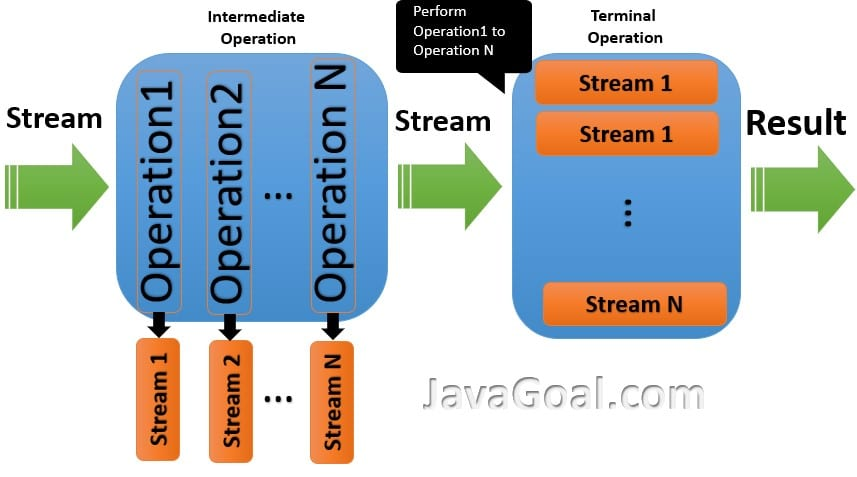 Intermediate
Operation
Perform
Operation1 to
Operation N
Terminal
Operation
Stream
Operation1
Operation2
...
Operation N
Stream
Stream 1
Stream 1
...
Stream N
Result
Stream 1
Stream 2
...
Stream N
JavaGoal.com